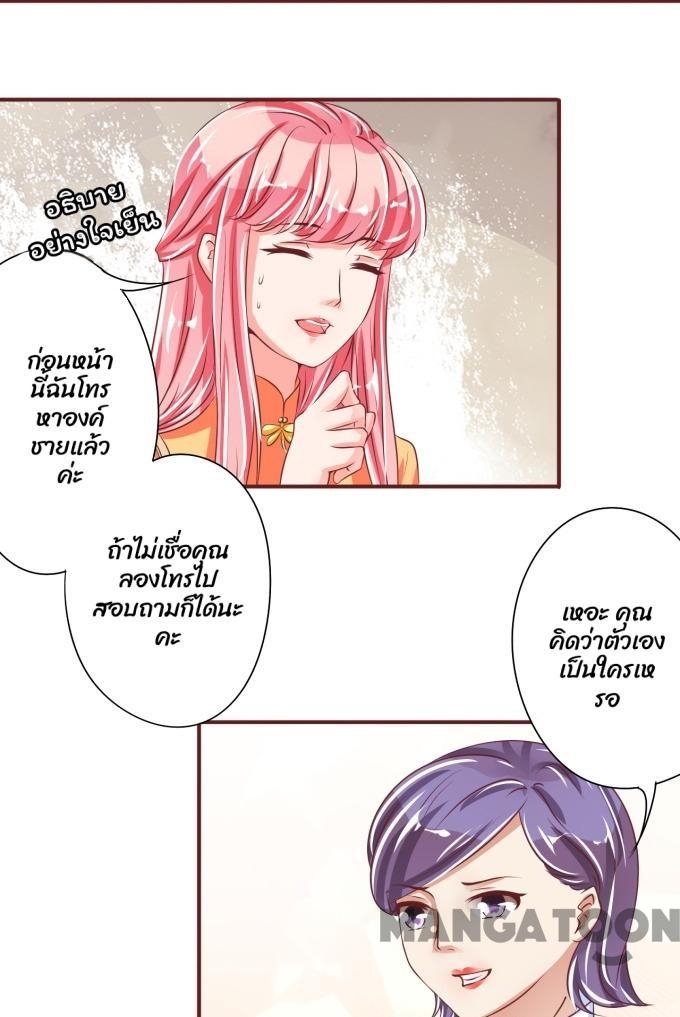 อธิบาย
อย่างใจเย็น
ก่อนหน้า
นี้ฉันโทร
หาองค์
ชายแล้ว
ค่ะ
ถ้าไม่เชื่อคุณ
ลองโทรไป
สอบถามก็ได้นะ
คะ
เหอะ คุณ
คิดว่าตัวเอง
เป็นใครเห
รอ
MANGATOON